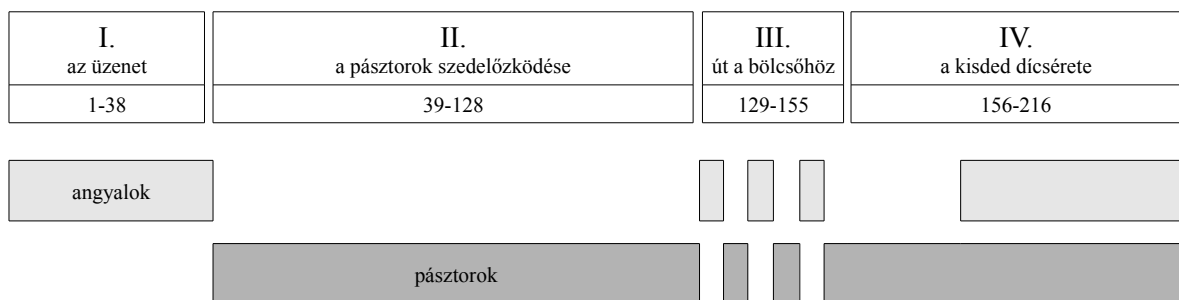 I.
az üzenet
1-38
II.
a pásztorok szedelőzködése
39-128
III.
út a bölcsőhöz
129-155
IV.
a kisded dícsérete
156-216
angyalok
pásztorok